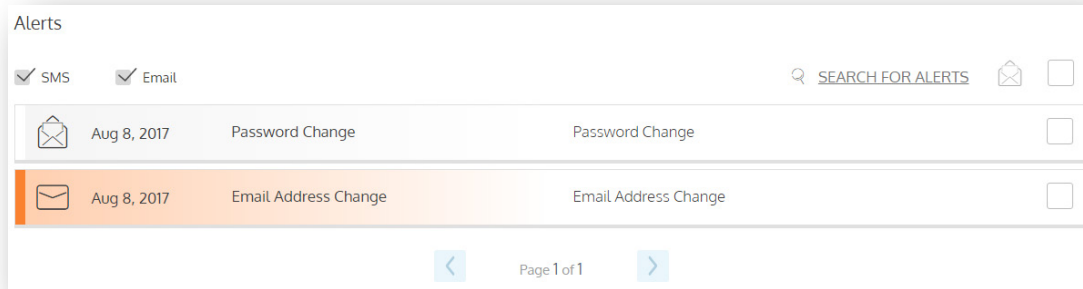 Alerts
SMS Email SEARCH FOR ALERTS
Aug 8, 2017 Password Change Password Change
Aug 8, 2017 Email Address Change Email Address Change
Page 1 of 1